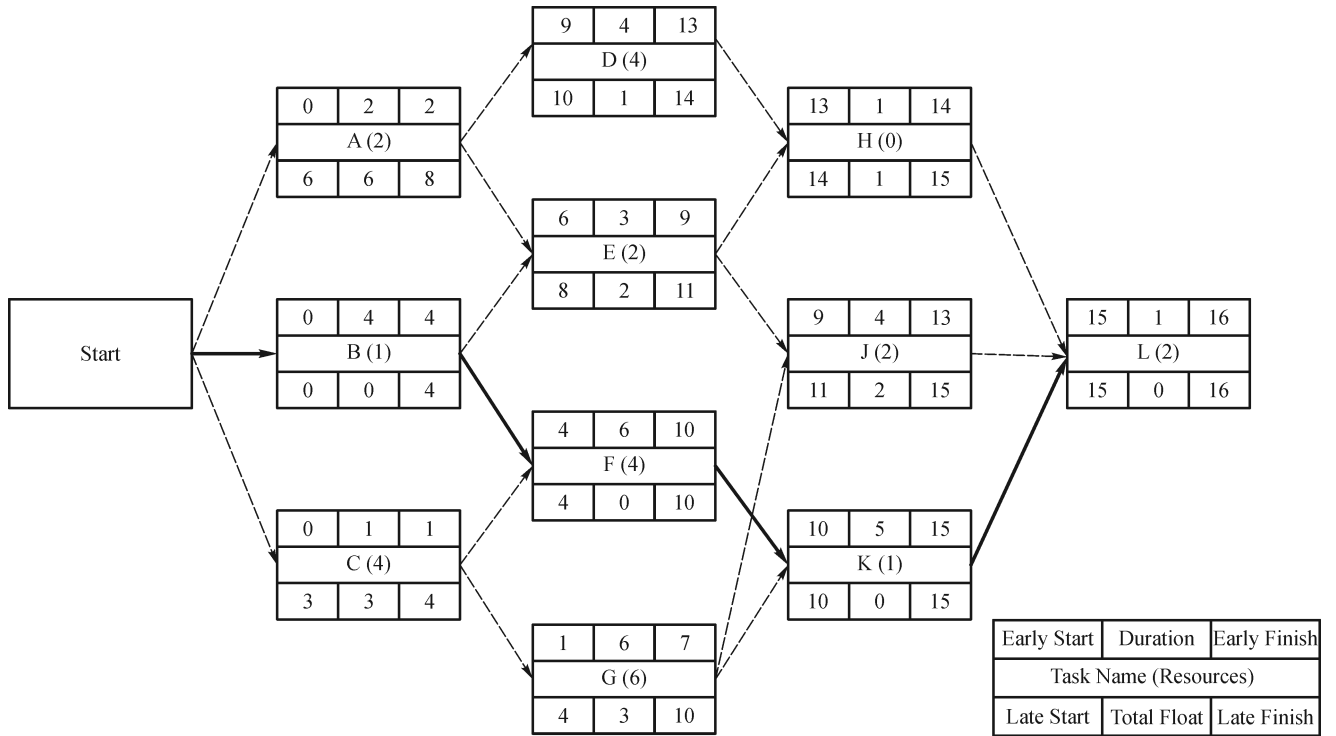 9 4 13
D (4)
10 1 14
0 2 2
A (2)
6 6 8
13 1 14
H (0)
14 1 15
6 3 9
E (2)
8 2 11
Start
0 4 4
B (1)
0 0 4
9 4 13
J (2)
11 2 15
15 1 16
L (2)
15 0 16
4 6 10
F (4)
4 0 10
0 1 1
C (4)
3 3 4
10 5 15
K (1)
10 0 15
1 6 7
G (6)
4 3 10
Early Start Duration Early Finish
Task Name (Resources)
Late Start Total Float Late Finish